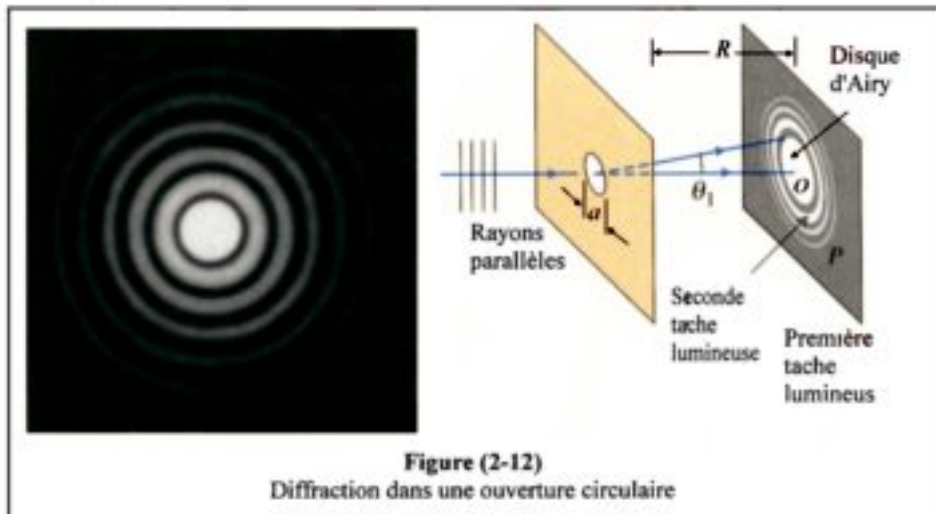 R
Disque
d'Airy
O
θ₁
a
P
Rayons
parallèles
Seconde
tache
lumineuse
Première
tache
lumineus
Figure (2-12)
Diffraction dans une ouverture circulaire